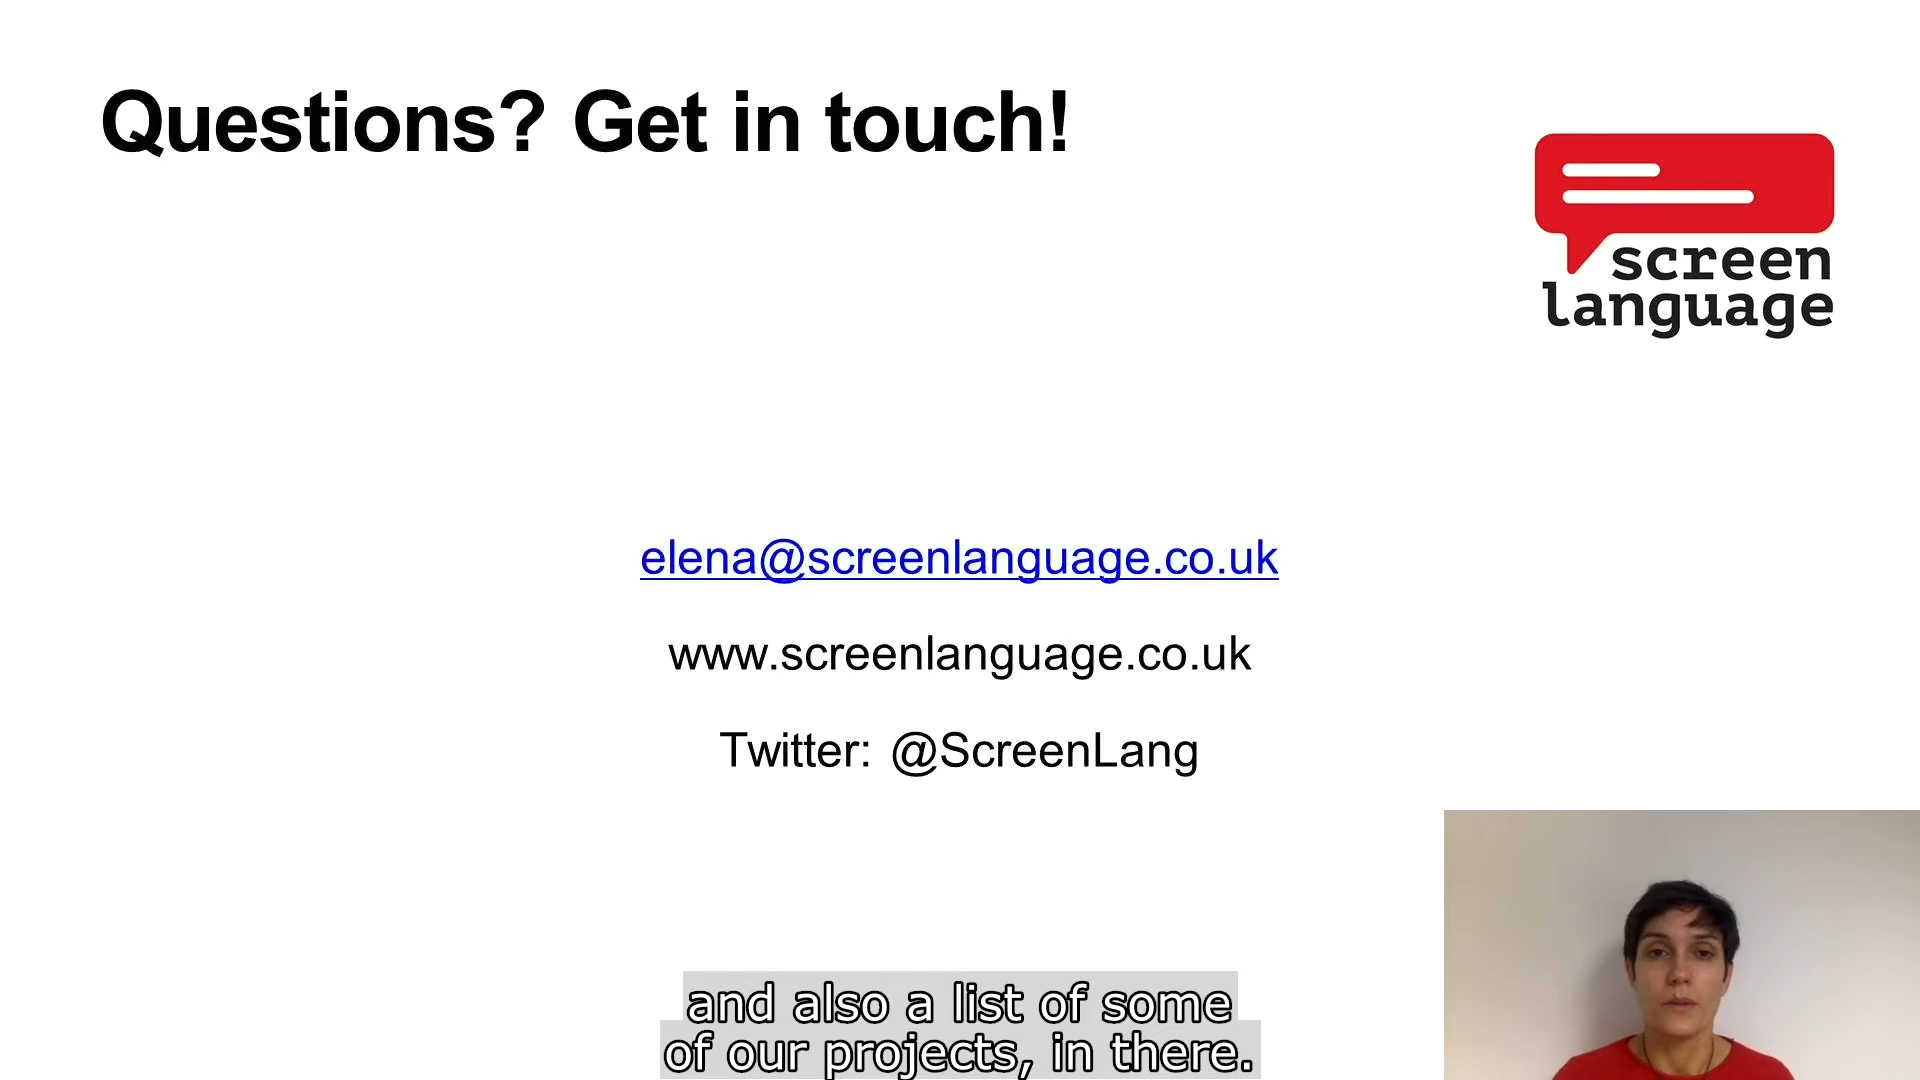 Questions? Get in touch!
screen
language
elena@screenlanguage.co.uk
www.screenlanguage.co.uk
Twitter: @ScreenLang
and also a list of some
of our projects, in there.